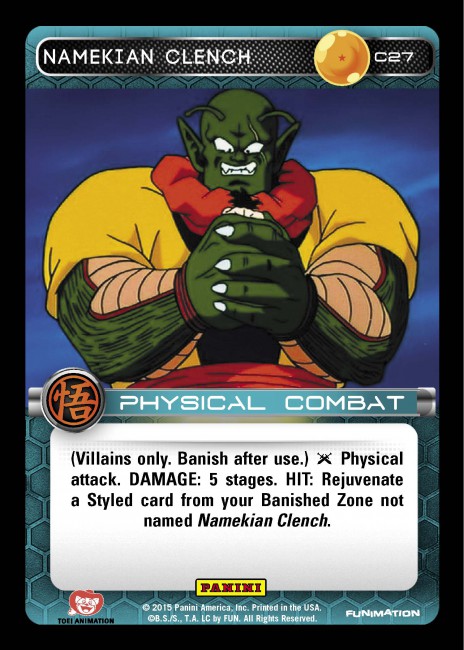 NAMEKIAN CLENCH
C27
悟
PHYSICAL COMBAT
(Villains only. Banish after use.) Physical
attack. DAMAGE: 5 stages. HIT: Rejuvenate
a Styled card from your Banished Zone not
named Namekian Clench.
PANINI
TOEI ANIMATION
© 2015 Panini America, Inc. Printed in the USA.
©B.S./S., T.A. LC by FUN. All Rights Reserved.
FUNIMATION